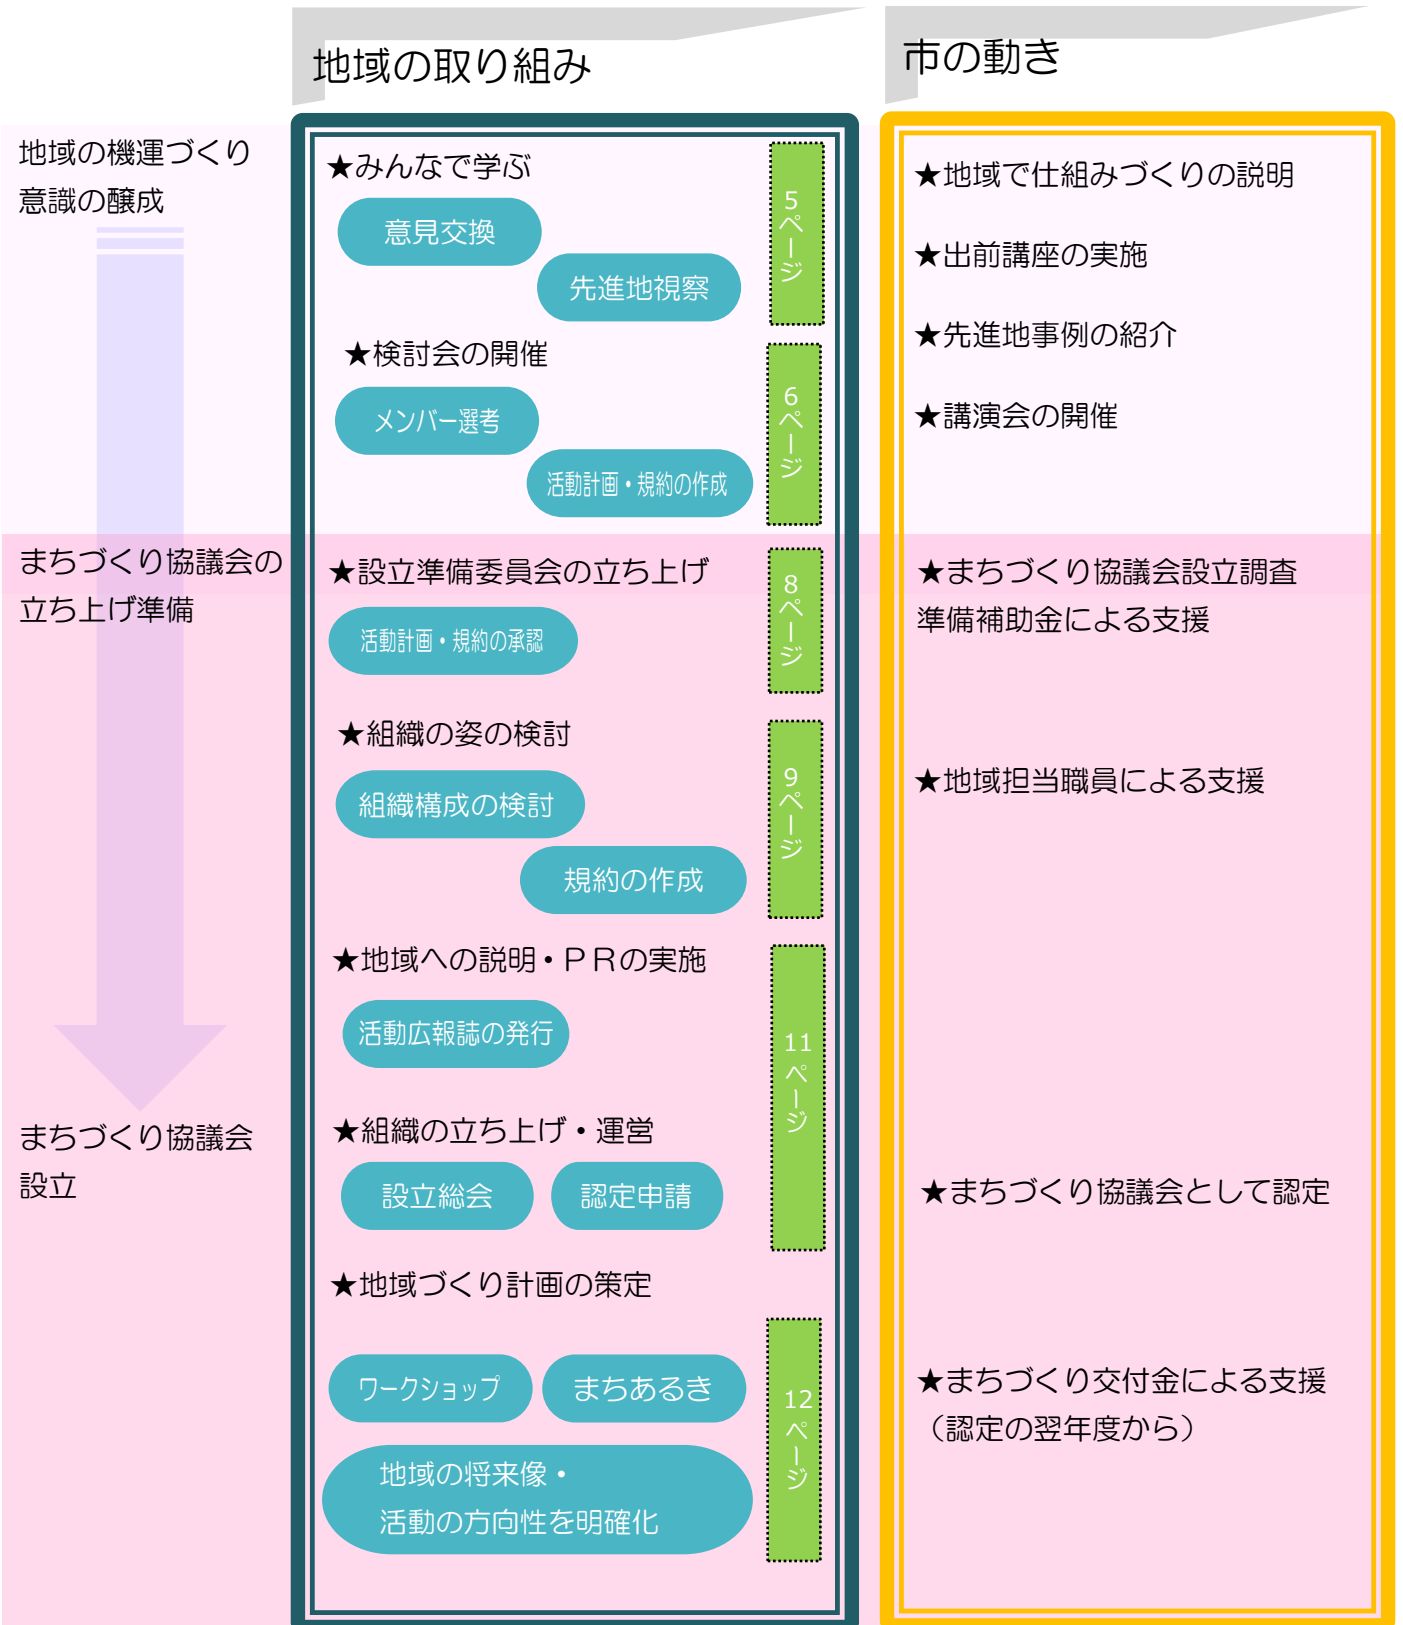 地域の取り組み
市の動き
地域の機運づくり
意識の醸成
★みんなで学ぶ
意見交換
先進地視察
5ページ
★検討会の開催
メンバー選考
活動計画・規約の作成
6ページ
★地域で仕組みづくりの説明
★出前講座の実施
★先進地事例の紹介
★講演会の開催
まちづくり協議会の
立ち上げ準備
★設立準備委員会の立ち上げ
活動計画・規約の承認
8ページ
★組織の姿の検討
組織構成の検討
規約の作成
9ページ
★地域への説明・ＰＲの実施
活動広報誌の発行
11ページ
★まちづくり協議会設立調査
準備補助金による支援
★地域担当職員による支援
まちづくり協議会
設立
★組織の立ち上げ・運営
設立総会
認定申請
★地域づくり計画の策定
ワークショップ
まちあるき
地域の将来像・
活動の方向性を明確化
12ページ
★まちづくり協議会として認定
★まちづくり交付金による支援
（認定の翌年度から）